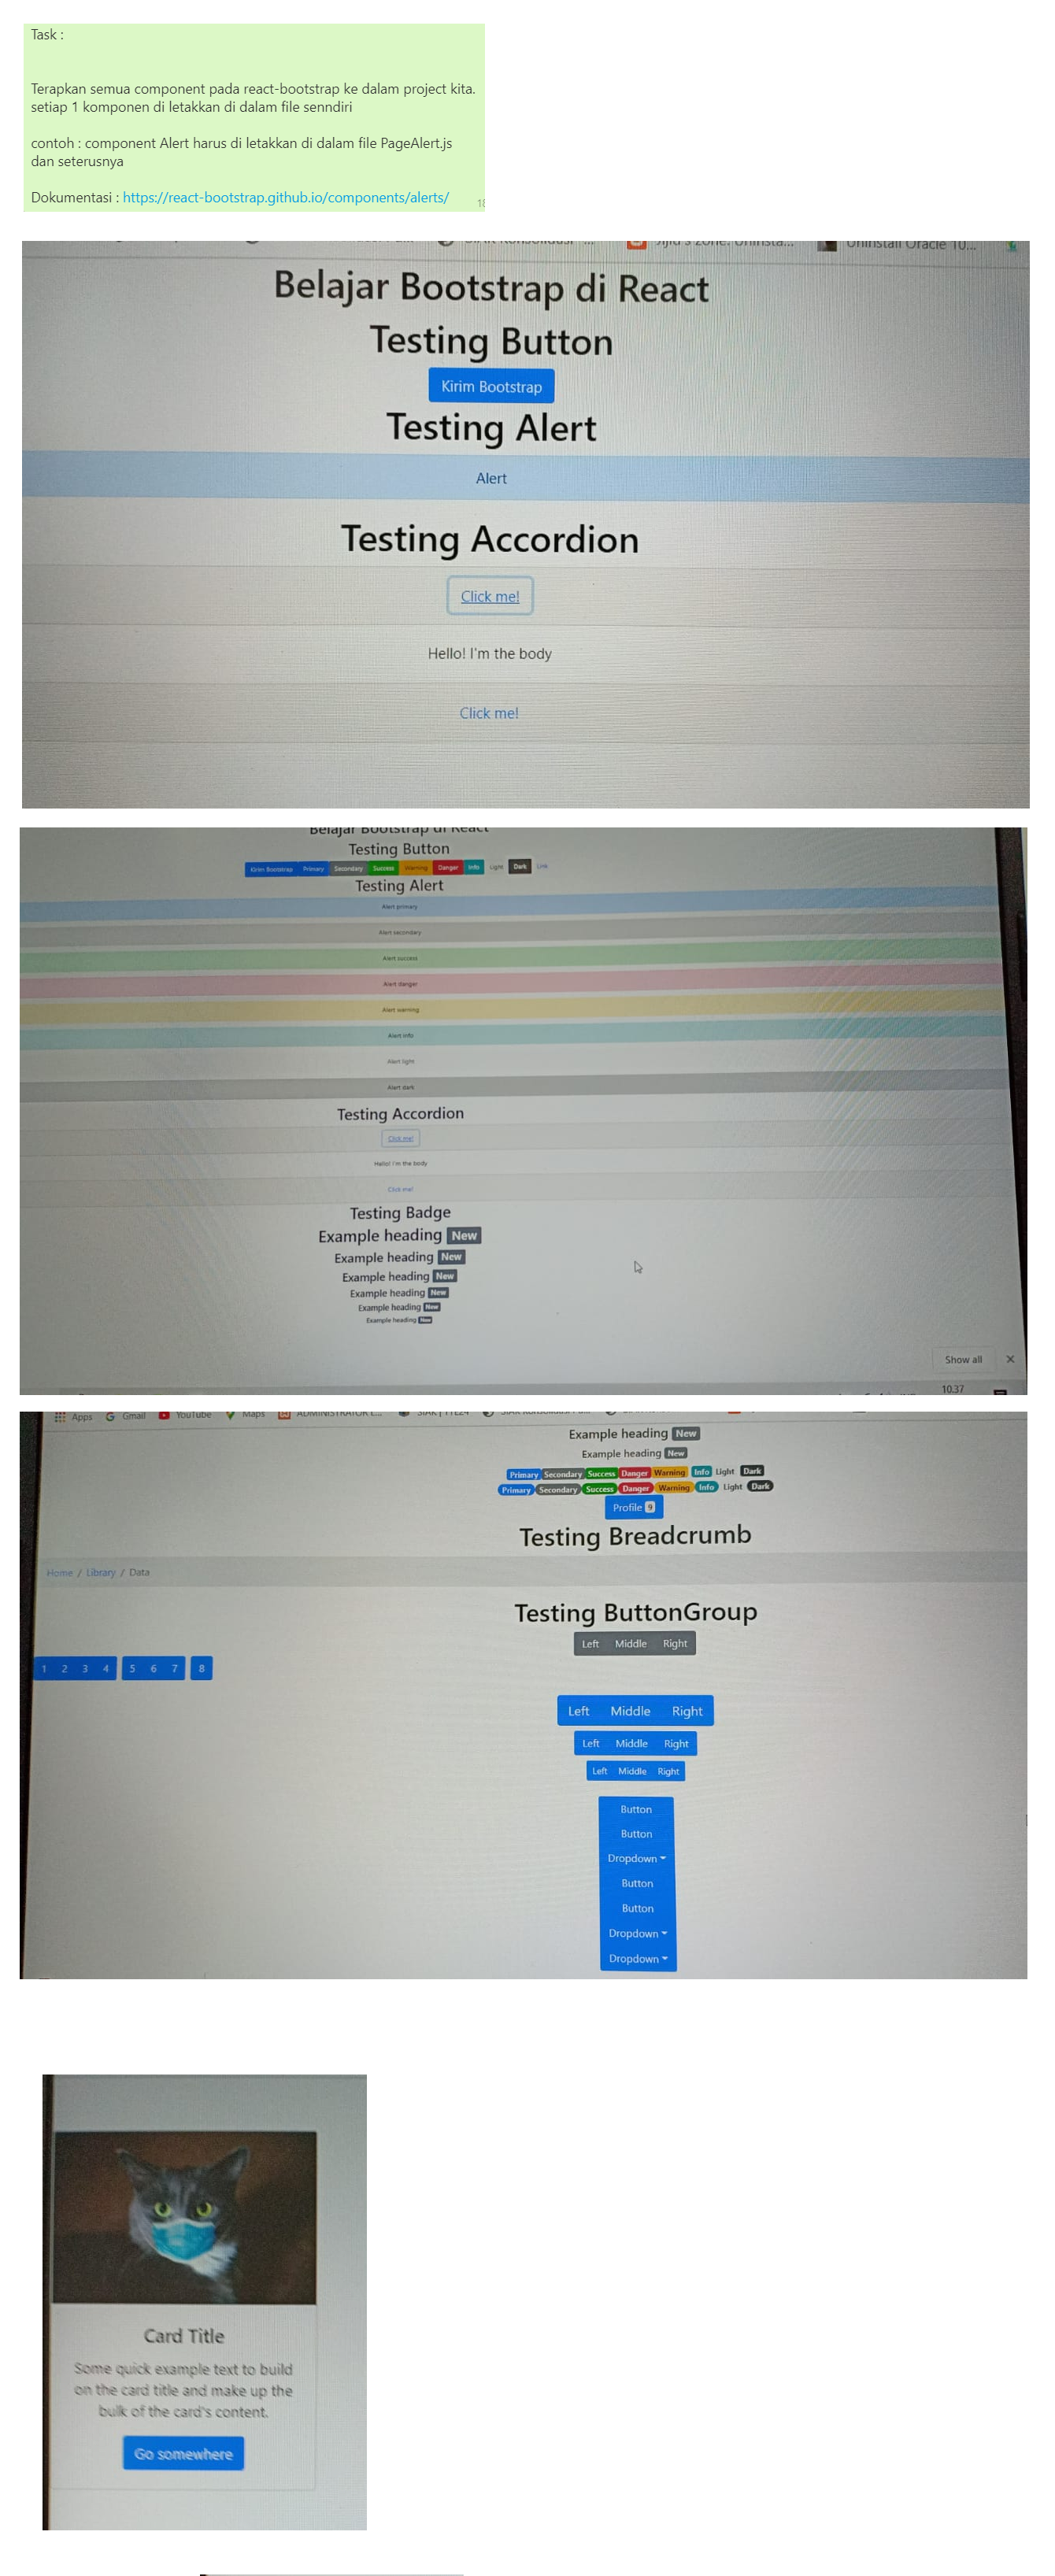 Task :
Terapkan semua component pada react-bootstrap ke dalam project kita.
setiap 1 komponen di letakkan di dalam file senndiri
contoh : component Alert harus di letakkan di dalam file PageAlert.js
dan seterusnya
Dokumentasi : https://react-bootstrap.github.io/components/alerts/
Uninstall Oracle 10...
Belajar Bootstrap di React
Testing Button
Kirim Bootstrap
Testing Alert
Alert
Testing Accordion
Click me!
Hello! I'm the body
Click me!
Belajar Bootstrap di React
Testing Button
Kirim Bootstrap Primary Secondary Success Warning Danger Info Light Dark Link
Testing Alert
Alert primary
Alert secondary
Alert success
Alert danger
Alert warning
Alert info
Alert light
Alert dark
Testing Accordion
Click me!
Hello! I'm the body
Click me!
Testing Badge
Example heading New
Example heading New
Example heading New
Example heading New
Example heading New
Example heading New
Show all
10.37
Apps Gmail YouTube Maps
Example heading New
Example heading New
Primary Secondary Success Danger Warning Info Light Dark
Primary Secondary Success Danger Warning Info Light Dark
Profile 9
Testing Breadcrumb
Home / Library / Data
Testing ButtonGroup
Left Middle Right
1 2 3 4 5 6 7 8
Left Middle Right
Left Middle Right
Left Middle Right
Button
Button
Dropdown
Button
Button
Dropdown
Dropdown
Card Title
Some quick example text to build
on the card title and make up the
bulk of the card's content.
Go somewhere